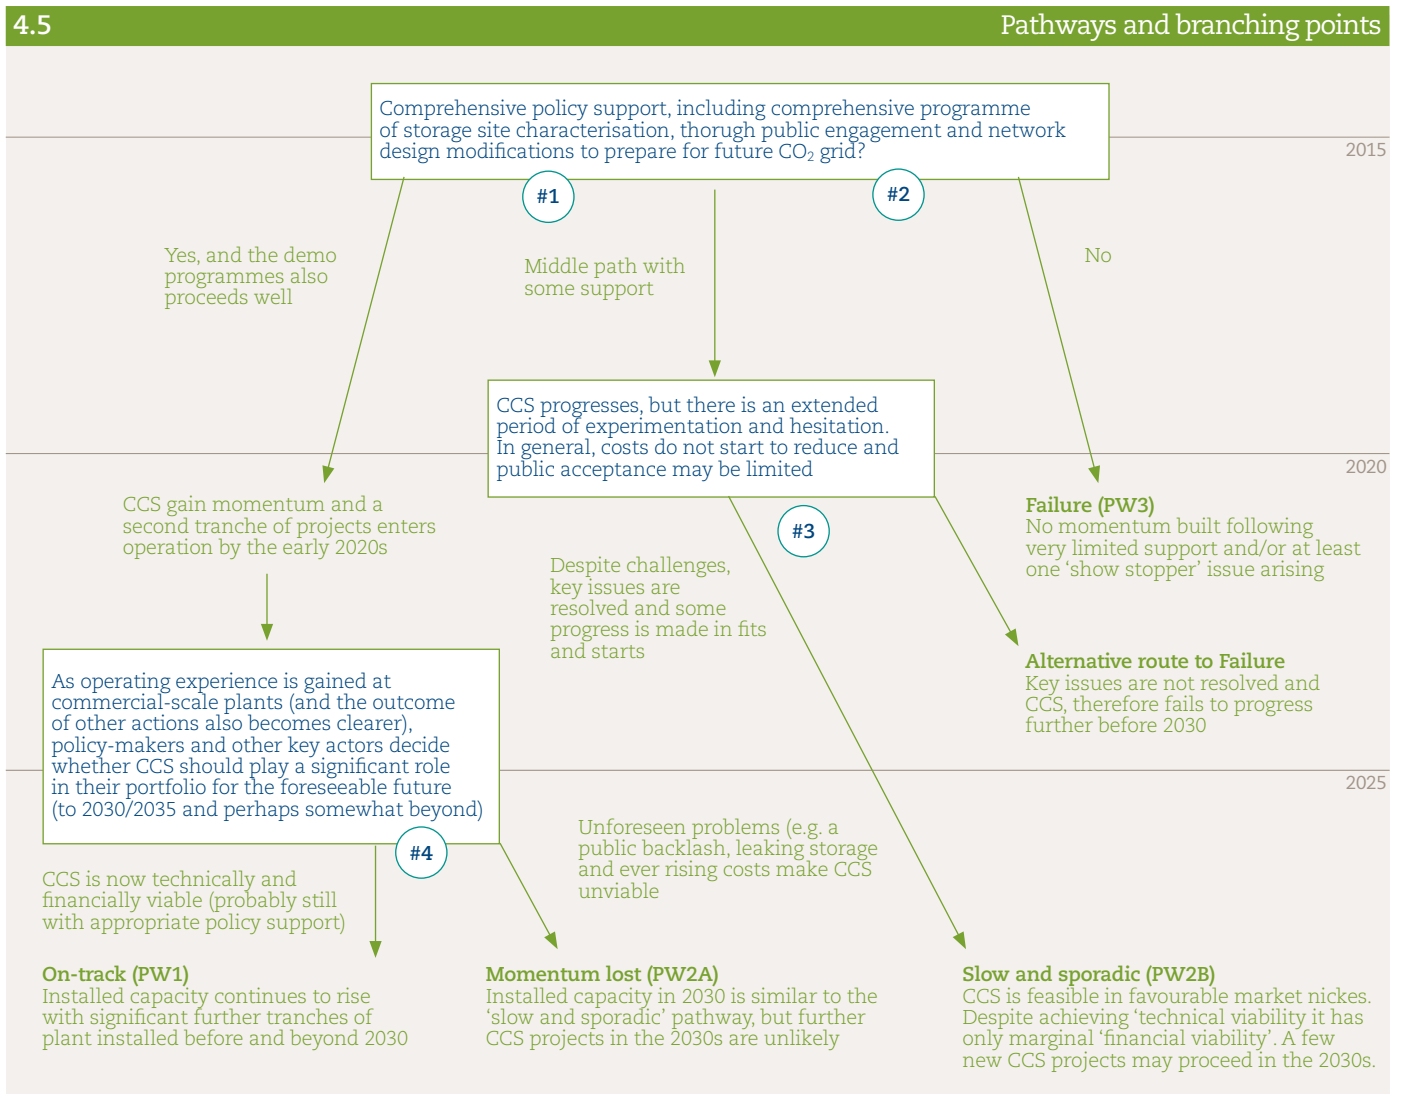 4.5
Pathways and branching points
Comprehensive policy support, including comprehensive programme
of storage site characterisation, thorugh public engagement and network
design modifications to prepare for future CO₂ grid?
2015
#1
#2
Yes, and the demo
programmes also
proceeds well
Middle path with
some support
No
CCS progresses, but there is an extended
period of experimentation and hesitation.
In general, costs do not start to reduce and
public acceptance may be limited
2020
CCS gain momentum and a
second tranche of projects enters
operation by the early 2020s
#3
Failure (PW3)
No momentum built following
very limited support and/or at least
one ‘show stopper’ issue arising
Despite challenges,
key issues are
resolved and some
progress is made in fits
and starts
Alternative route to Failure
Key issues are not resolved and
CCS, therefore fails to progress
further before 2030
As operating experience is gained at
commercial-scale plants (and the outcome
of other actions also becomes clearer),
policy-makers and other key actors decide
whether CCS should play a significant role
in their portfolio for the foreseeable future
(to 2030/2035 and perhaps somewhat beyond)
2025
#4
Unforeseen problems (e.g. a
public backlash, leaking storage
and ever rising costs make CCS
unviable
CCS is now technically and
financially viable (probably still
with appropriate policy support)
On-track (PW1)
Installed capacity continues to rise
with significant further tranches of
plant installed before and beyond 2030
Momentum lost (PW2A)
Installed capacity in 2030 is similar to the
‘slow and sporadic’ pathway, but further
CCS projects in the 2030s are unlikely
Slow and sporadic (PW2B)
CCS is feasible in favourable market nickes.
Despite achieving ‘technical viability it has
only marginal ‘financial viability’. A few
new CCS projects may proceed in the 2030s.